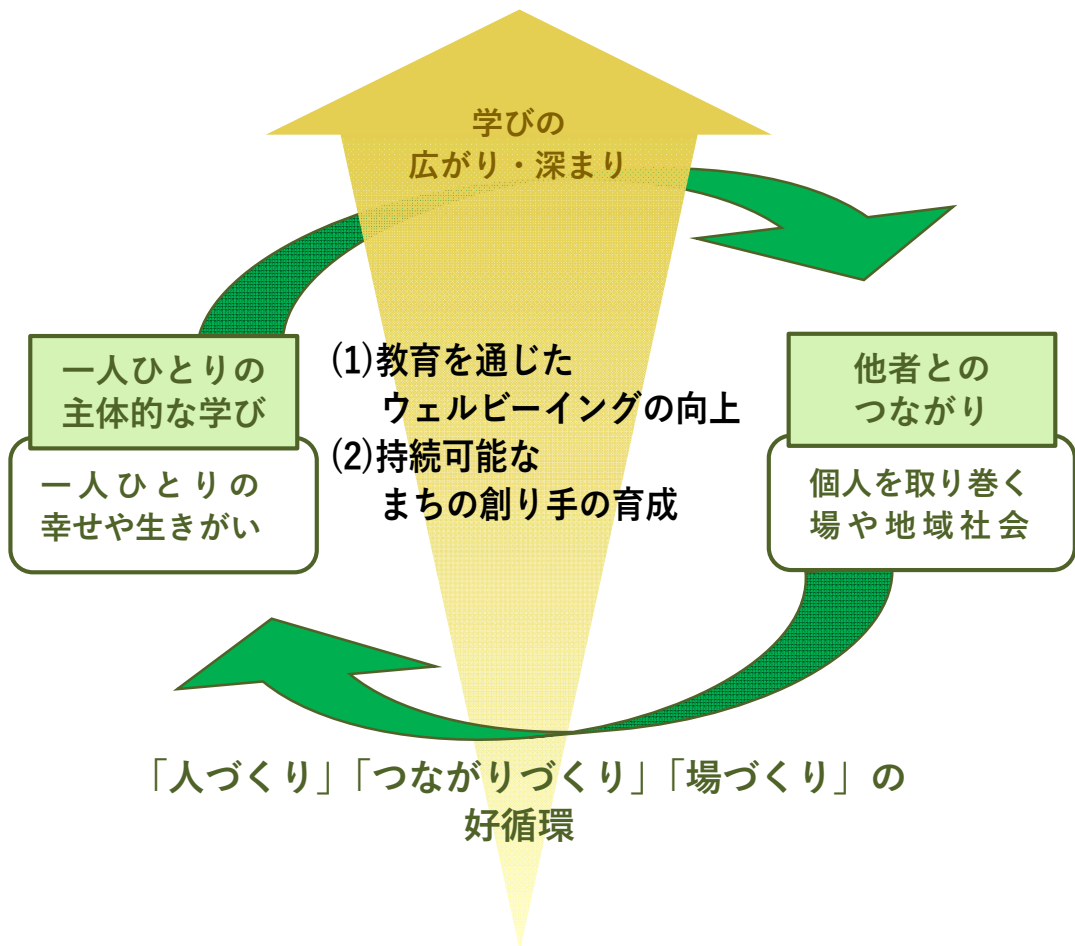 学びの
広がり・深まり
一人ひとりの
主体的な学び
一人ひとりの
幸せや生きがい
(1)教育を通じた
ウェルビーイングの向上
(2)持続可能な
まちの創り手の育成
他者との
つながり
個人を取り巻く
場や地域社会
「人づくり」「つながりづくり」「場づくり」の
好循環